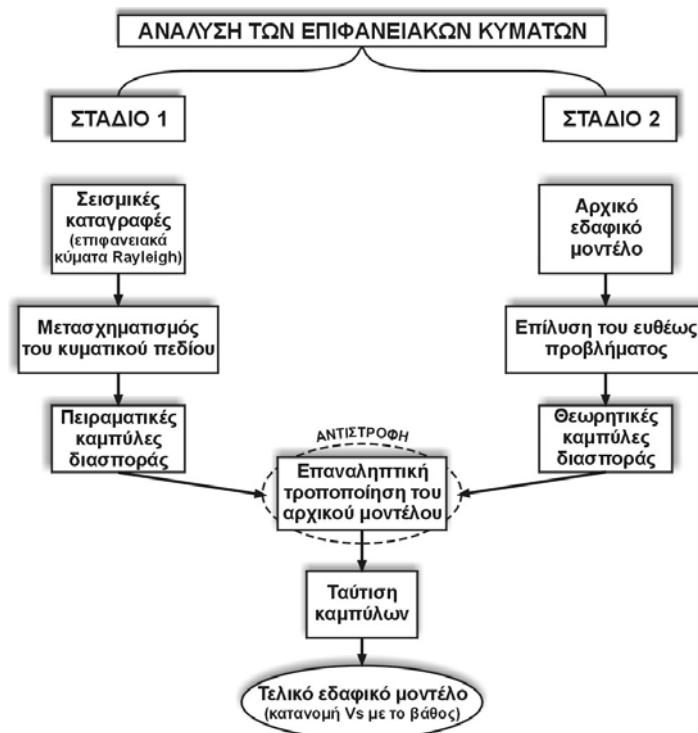 ΑΝΑΛΥΣΗ ΤΩΝ ΕΠΙΦΑΝΕΙΑΚΩΝ ΚΥΜΑΤΩΝ
ΣΤΑΔΙΟ 1
ΣΤΑΔΙΟ 2
Σεισμικές
καταγραφές
(επιφανειακά
κύματα Rayleigh)
Αρχικό
εδαφικό
μοντέλο
Μετασχηματισμός
του κυματικού πεδίου
Επίλυση του ευθέως
προβλήματος
Πειραματικές
καμπύλες
διασποράς
Θεωρητικές
καμπύλες
διασποράς
ΑΝΤΙΣΤΡΟΦΗ
Επαναληπτική
τροποποίηση του
αρχικού μοντέλου
Ταύτιση
καμπύλων
Τελικό εδαφικό μοντέλο
(κατανομή Vs με το βάθος)